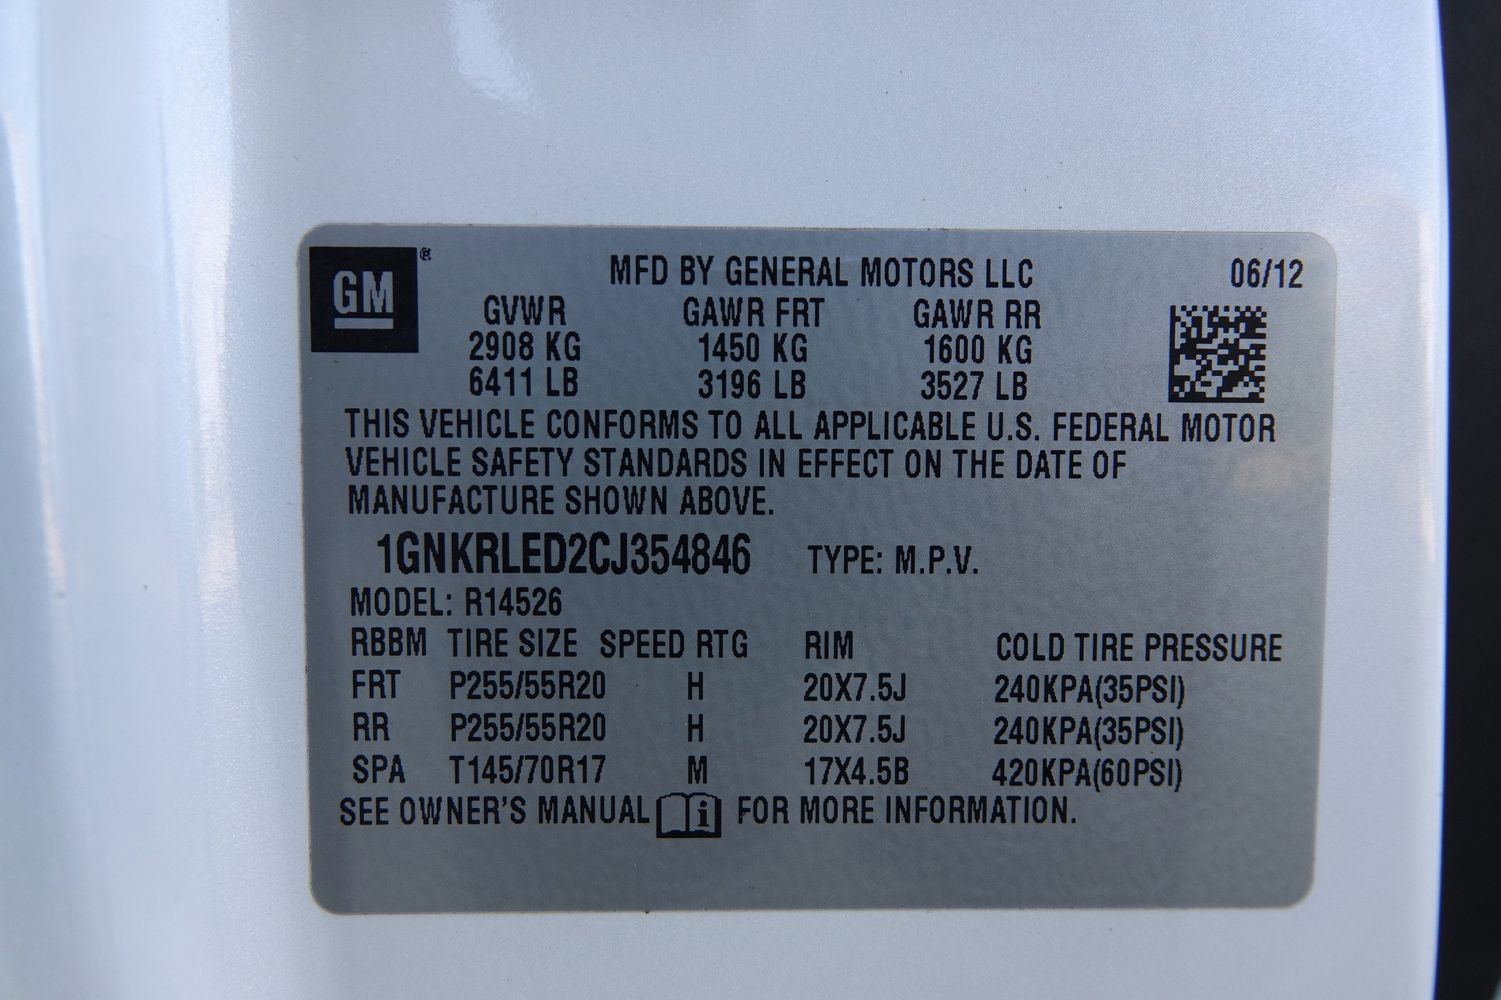 GM®
MFD BY GENERAL MOTORS LLC 06/12
GVWR GAWR FRT GAWR RR
2908 KG 1450 KG 1600 KG
6411 LB 3196 LB 3527 LB
THIS VEHICLE CONFORMS TO ALL APPLICABLE U.S. FEDERAL MOTOR
VEHICLE SAFETY STANDARDS IN EFFECT ON THE DATE OF
MANUFACTURE SHOWN ABOVE.
1GNKRLED2CJ354846 TYPE: M.P.V.
MODEL: R14526
RBBM TIRE SIZE SPEED RTG RIM COLD TIRE PRESSURE
FRT P255/55R20 H 20X7.5J 240KPA(35PSI)
RR P255/55R20 H 20X7.5J 240KPA(35PSI)
SPA T145/70R17 M 17X4.5B 420KPA(60PSI)
SEE OWNER'S MANUAL i FOR MORE INFORMATION.